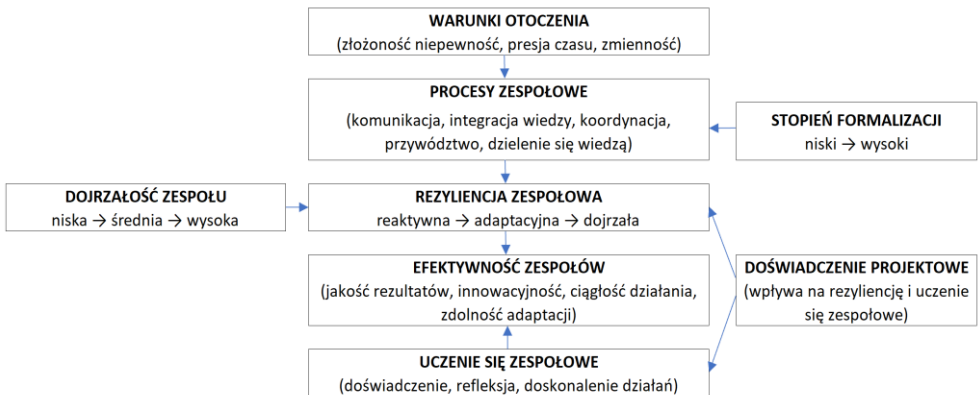 WARUNKI OTOCZENIA
(złożoność niepewność, presja czasu, zmienność)
PROCESY ZESPOŁOWE
(komunikacja, integracja wiedzy, koordynacja,
przywództwo, dzielenie się wiedzą)
STOPIEŃ FORMALIZACJI
niski → wysoki
DOJRZAŁOŚĆ ZESPOŁU
niska → średnia → wysoka
REZYLIENCJA ZESPOŁOWA
reaktywna → adaptacyjna → dojrzała
EFEKTYWNOŚĆ ZESPOŁÓW
(jakość rezultatów, innowacyjność, ciągłość działania,
zdolność adaptacji)
DOŚWIADCZENIE PROJEKTOWE
(wpływa na rezyliencję i uczenie
się zespołowe)
UCZENIE SIĘ ZESPOŁOWE
(doświadczenie, refleksja, doskonalenie działań)